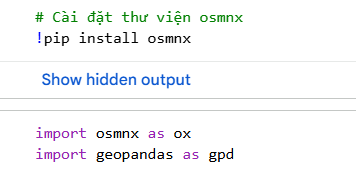 # Cài đặt thư viện osmnx
!pip install osmnx
Show hidden output
import osmnx as ox
import geopandas as gpd